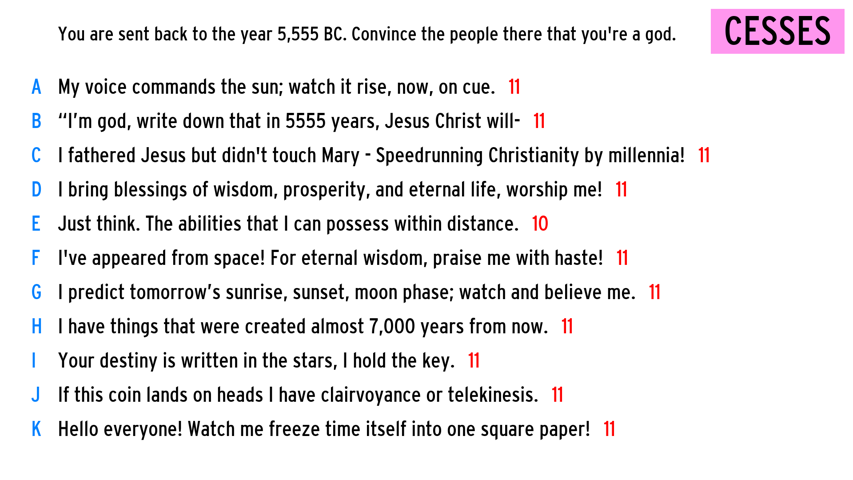 You are sent back to the year 5,555 BC. Convince the people there that you're a god.
CESSES
A My voice commands the sun; watch it rise, now, on cue. 11
B “I’m god, write down that in 5555 years, Jesus Christ will- 11
C I fathered Jesus but didn't touch Mary - Speedrunning Christianity by millennia! 11
D I bring blessings of wisdom, prosperity, and eternal life, worship me! 11
E Just think. The abilities that I can possess within distance. 10
F I've appeared from space! For eternal wisdom, praise me with haste! 11
G I predict tomorrow’s sunrise, sunset, moon phase; watch and believe me. 11
H I have things that were created almost 7,000 years from now. 11
I Your destiny is written in the stars, I hold the key. 11
J If this coin lands on heads I have clairvoyance or telekinesis. 11
K Hello everyone! Watch me freeze time itself into one square paper! 11